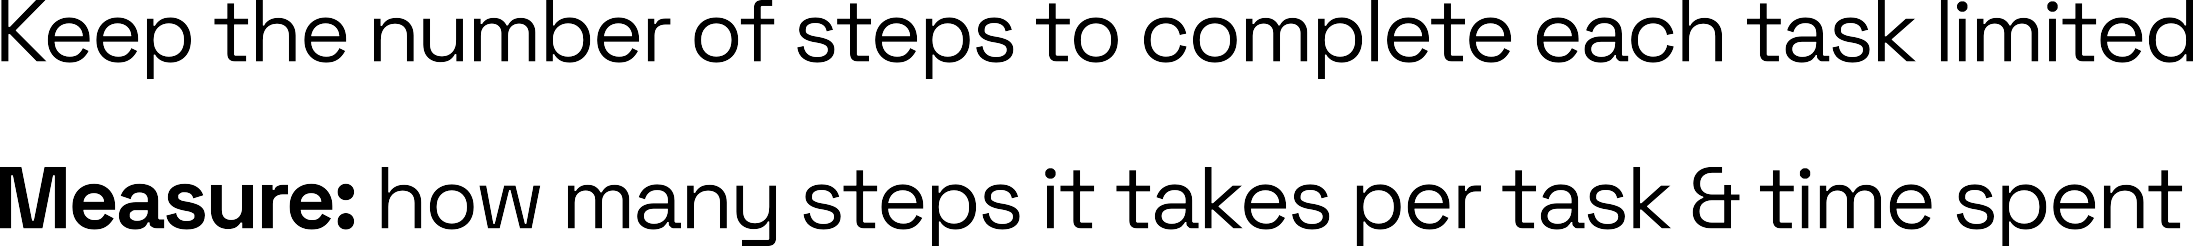 Keep the number of steps to complete each task limited
Measure: how many steps it takes per task & time spent